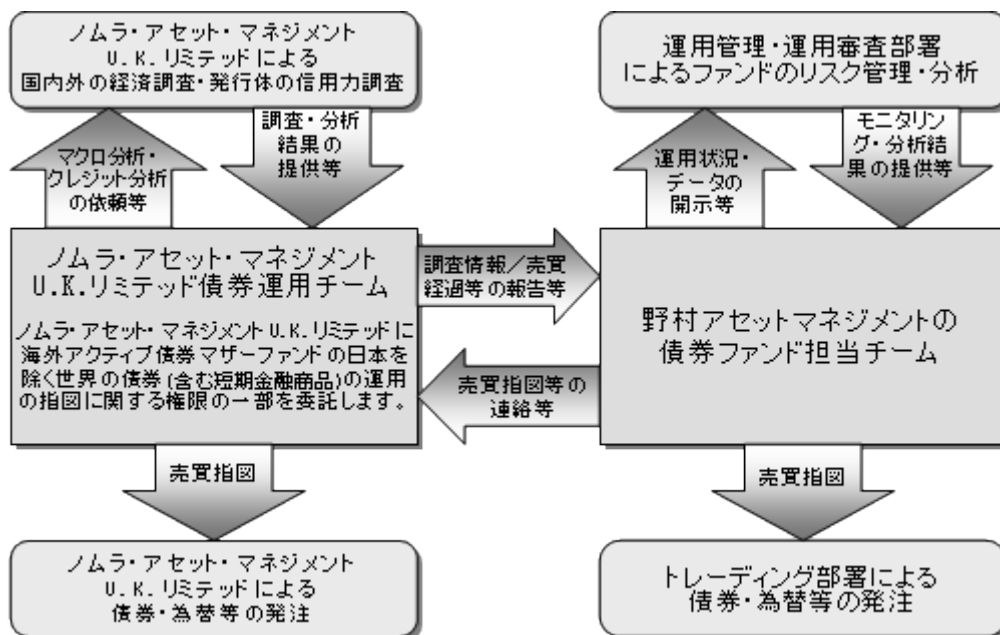 ノムラ・アセット・マネジメント
U.K.リミテッドによる
国内外の経済調査・発行体の信用力調査
運用管理・運用審査部署
によるファンドのリスク管理・分析
マクロ分析・
クレジット分析
の依頼等
調査・分析
結果の
提供等
運用状況・
データの
開示等
モニタリン
グ・分析結
果の提供等
ノムラ・アセット・マネジメント
U.K.リミテッド債券運用チーム
ノムラ・アセット・マネジメントU.K.リミテッドに
海外アクティブ債券マザーファンドの日本を
除く世界の債券(含む短期金融商品)の運用
の指図に関する権限の一部を委託します。
調査情報/売買
経過等の報告等
売買指図等の
連絡等
野村アセットマネジメントの
債券ファンド担当チーム
売買指図
売買指図
ノムラ・アセット・マネジメント
U.K.リミテッドによる
債券・為替等の発注
トレーディング部署による
債券・為替等の発注